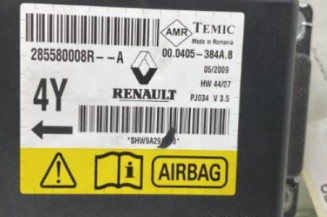 AMR TEMIC
Made in Romania
285580008R--A 00.0405-384A.8
05/2009
HW 44/07
4Y RENAULT PJ034 V 3.5
AIRBAG